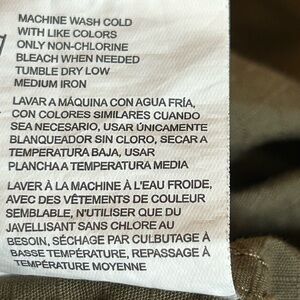 MACHINE WASH COLD
WITH LIKE COLORS
ONLY NON-CHLORINE
BLEACH WHEN NEEDED
TUMBLE DRY LOW
MEDIUM IRON
LAVAR A MÁQUINA CON AGUA FRÍA,
CON COLORES SIMILARES CUANDO
SEA NECESARIO, USAR ÚNICAMENTE
BLANQUEADOR SIN CLORO, SECAR A
TEMPERATURA BAJA, USAR
PLANCHA A TEMPERATURA MEDIA
LAVER À LA MACHINE À L'EAU FROIDE,
AVEC DES VÊTEMENTS DE COULEUR
SEMBLABLE, N'UTILISER QUE DU
JAVELLISANT SANS CHLORE AU
BESOIN, SÉCHAGE PAR CULBUTAGE À
BASSE TEMPÉRATURE, REPASSAGE À
TEMPÉRATURE MOYENNE